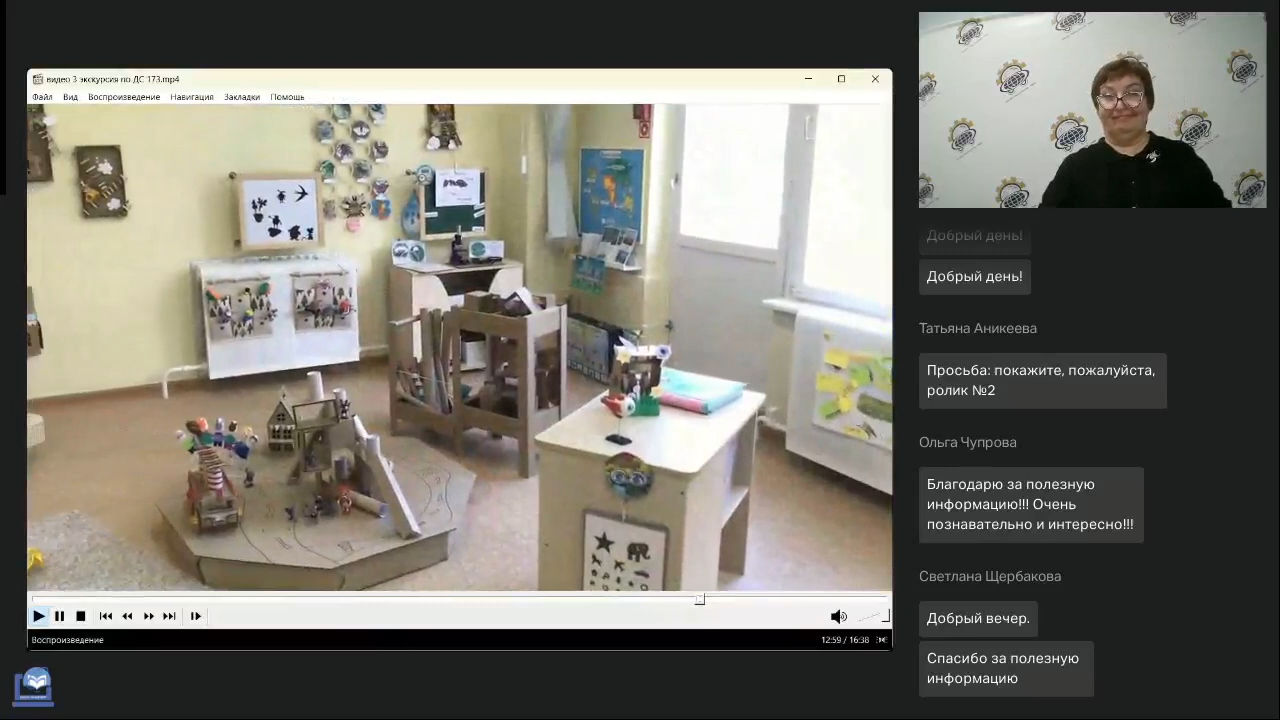 видео 3 экскурсия по ДС 173.mp4
Файл Вид Воспроизведение Навигация Закладки Помощь
Воспроизведение
12:59 / 16:38
Добрый день!
Добрый день!
Татьяна Аникеева
Просьба: покажите, пожалуйста,
ролик №2
Ольга Чупрова
Благодарю за полезную
информацию!!! Очень
познавательно и интересно!!!
Светлана Щербакова
Добрый вечер.
Спасибо за полезную
информацию